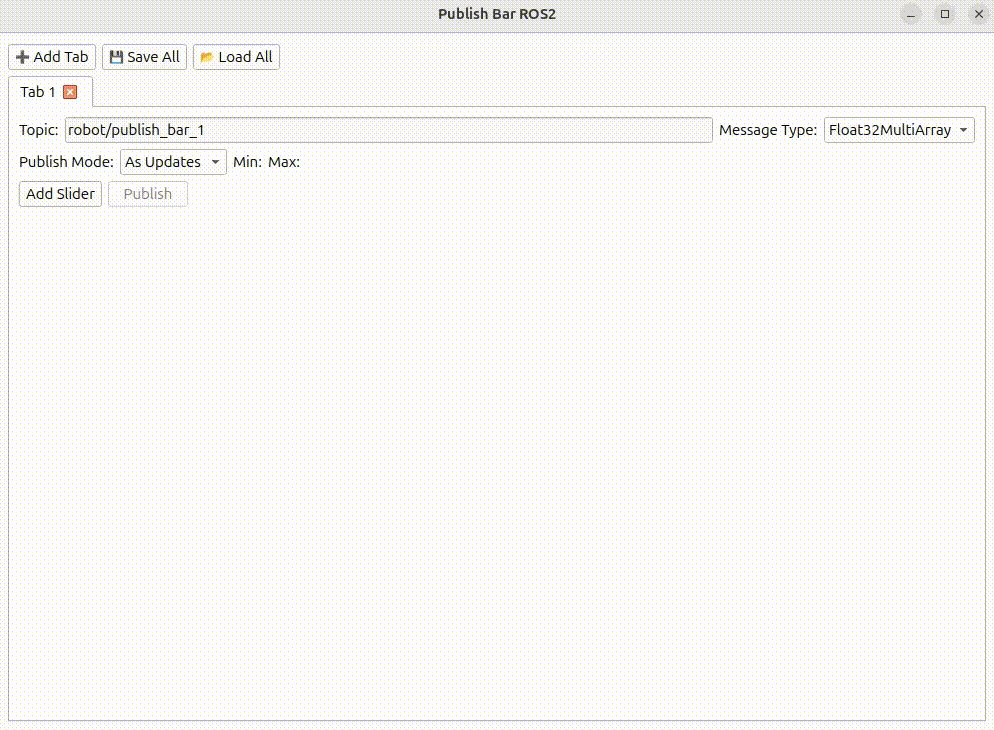 Publish Bar ROS2
Add Tab Save All Load All
Tab 1
Topic: robot/publish_bar_1 Message Type: Float32MultiArray
Publish Mode: As Updates Min: Max:
Add Slider Publish